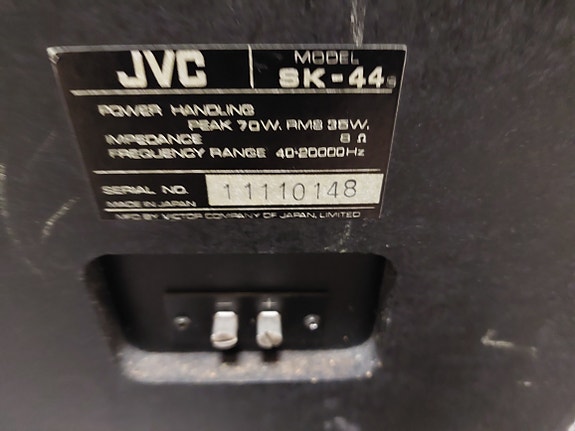 JVC
MODEL
SK-44
POWER HANDLING
PEAK 70W. RMS 35W.
IMPEDANCE 8 Ω
FREQUENCY RANGE 40-20000Hz
SERIAL NO. 11110148
MADE IN JAPAN
MFD BY VICTOR COMPANY OF JAPAN, LIMITED
- +